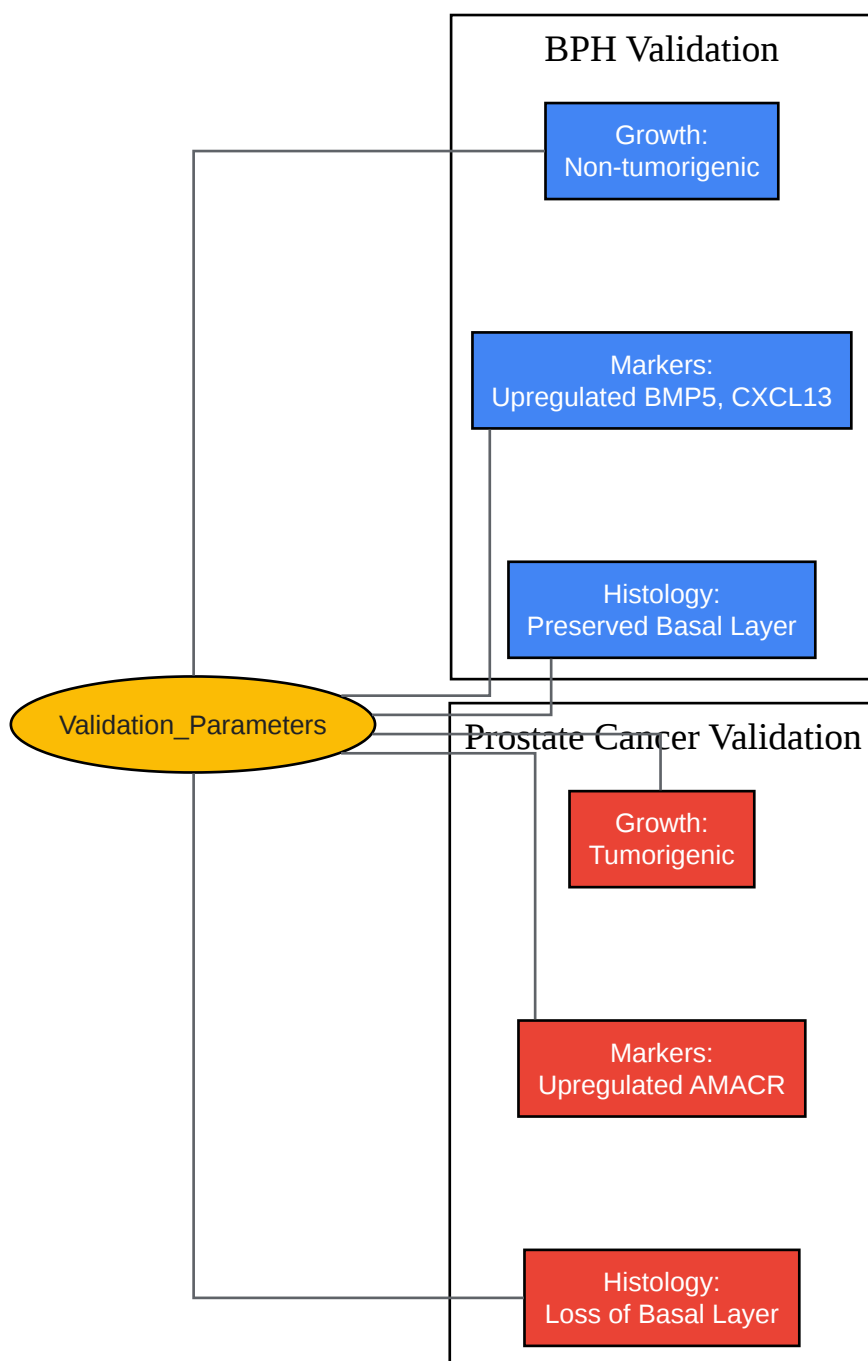 BPH Validation
Growth:
Non-tumorigenic
Markers:
Upregulated BMP5, CXCL13
Histology:
Preserved Basal Layer
Validation_Parameters
Prostate Cancer Validation
Growth:
Tumorigenic
Markers:
Upregulated AMACR
Histology:
Loss of Basal Layer